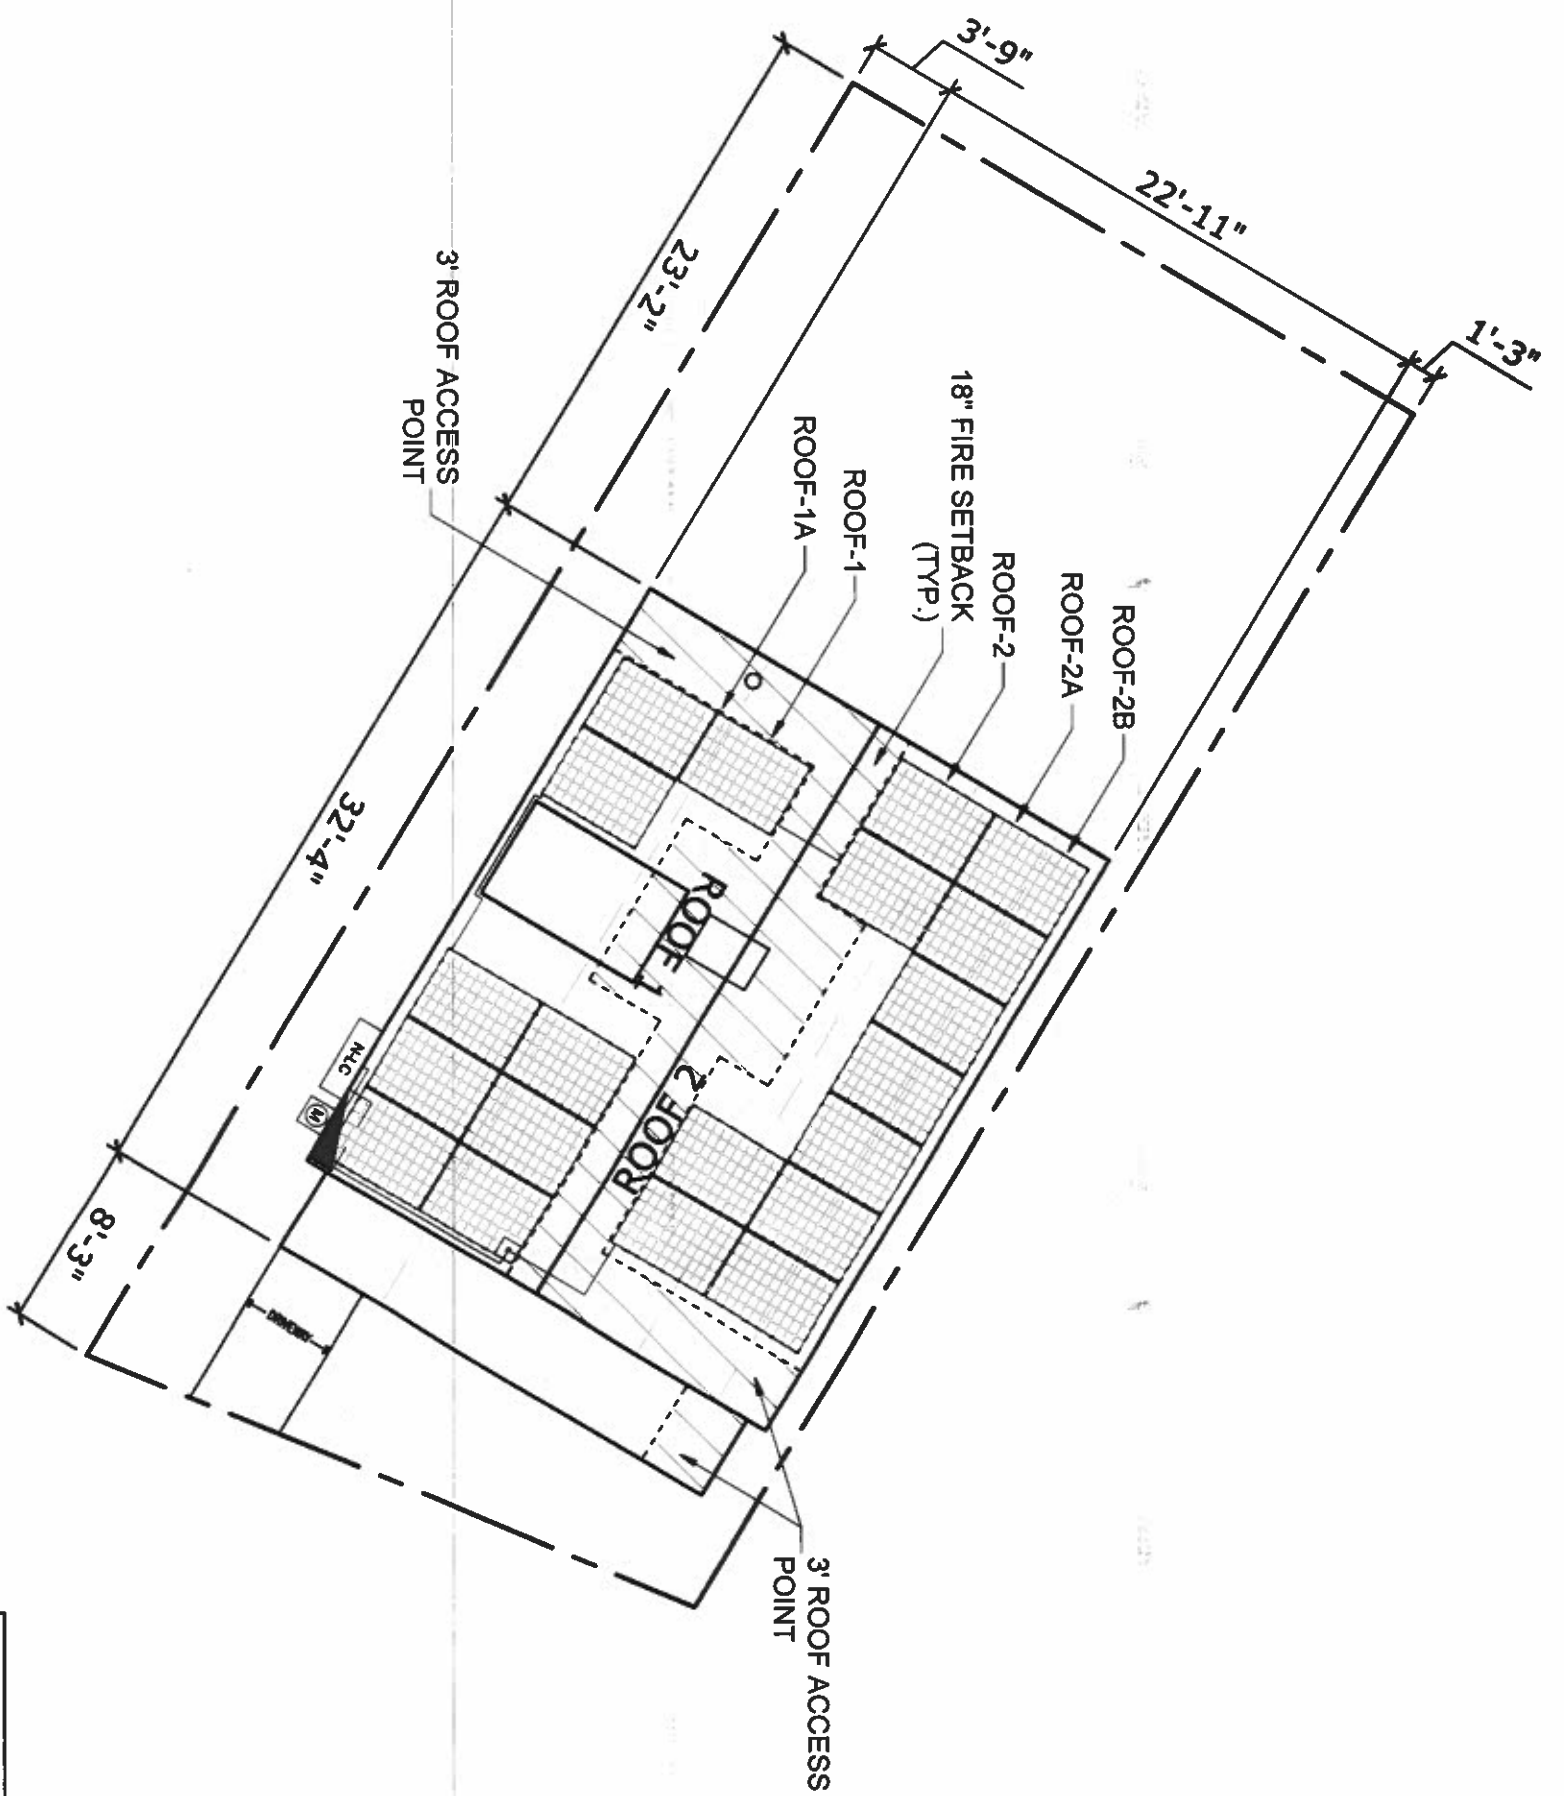 3'-9"
22'-11"
1'-3"
23'-2"
32'-4"
8'-3"
3' ROOF ACCESS
POINT
ROOF-1A
ROOF-1
18" FIRE SETBACK
(TYP.)
ROOF-2
ROOF-2A
ROOF-2B
ROOF 1
ROOF 2
M
DRIVEWAY
3' ROOF ACCESS
POINT